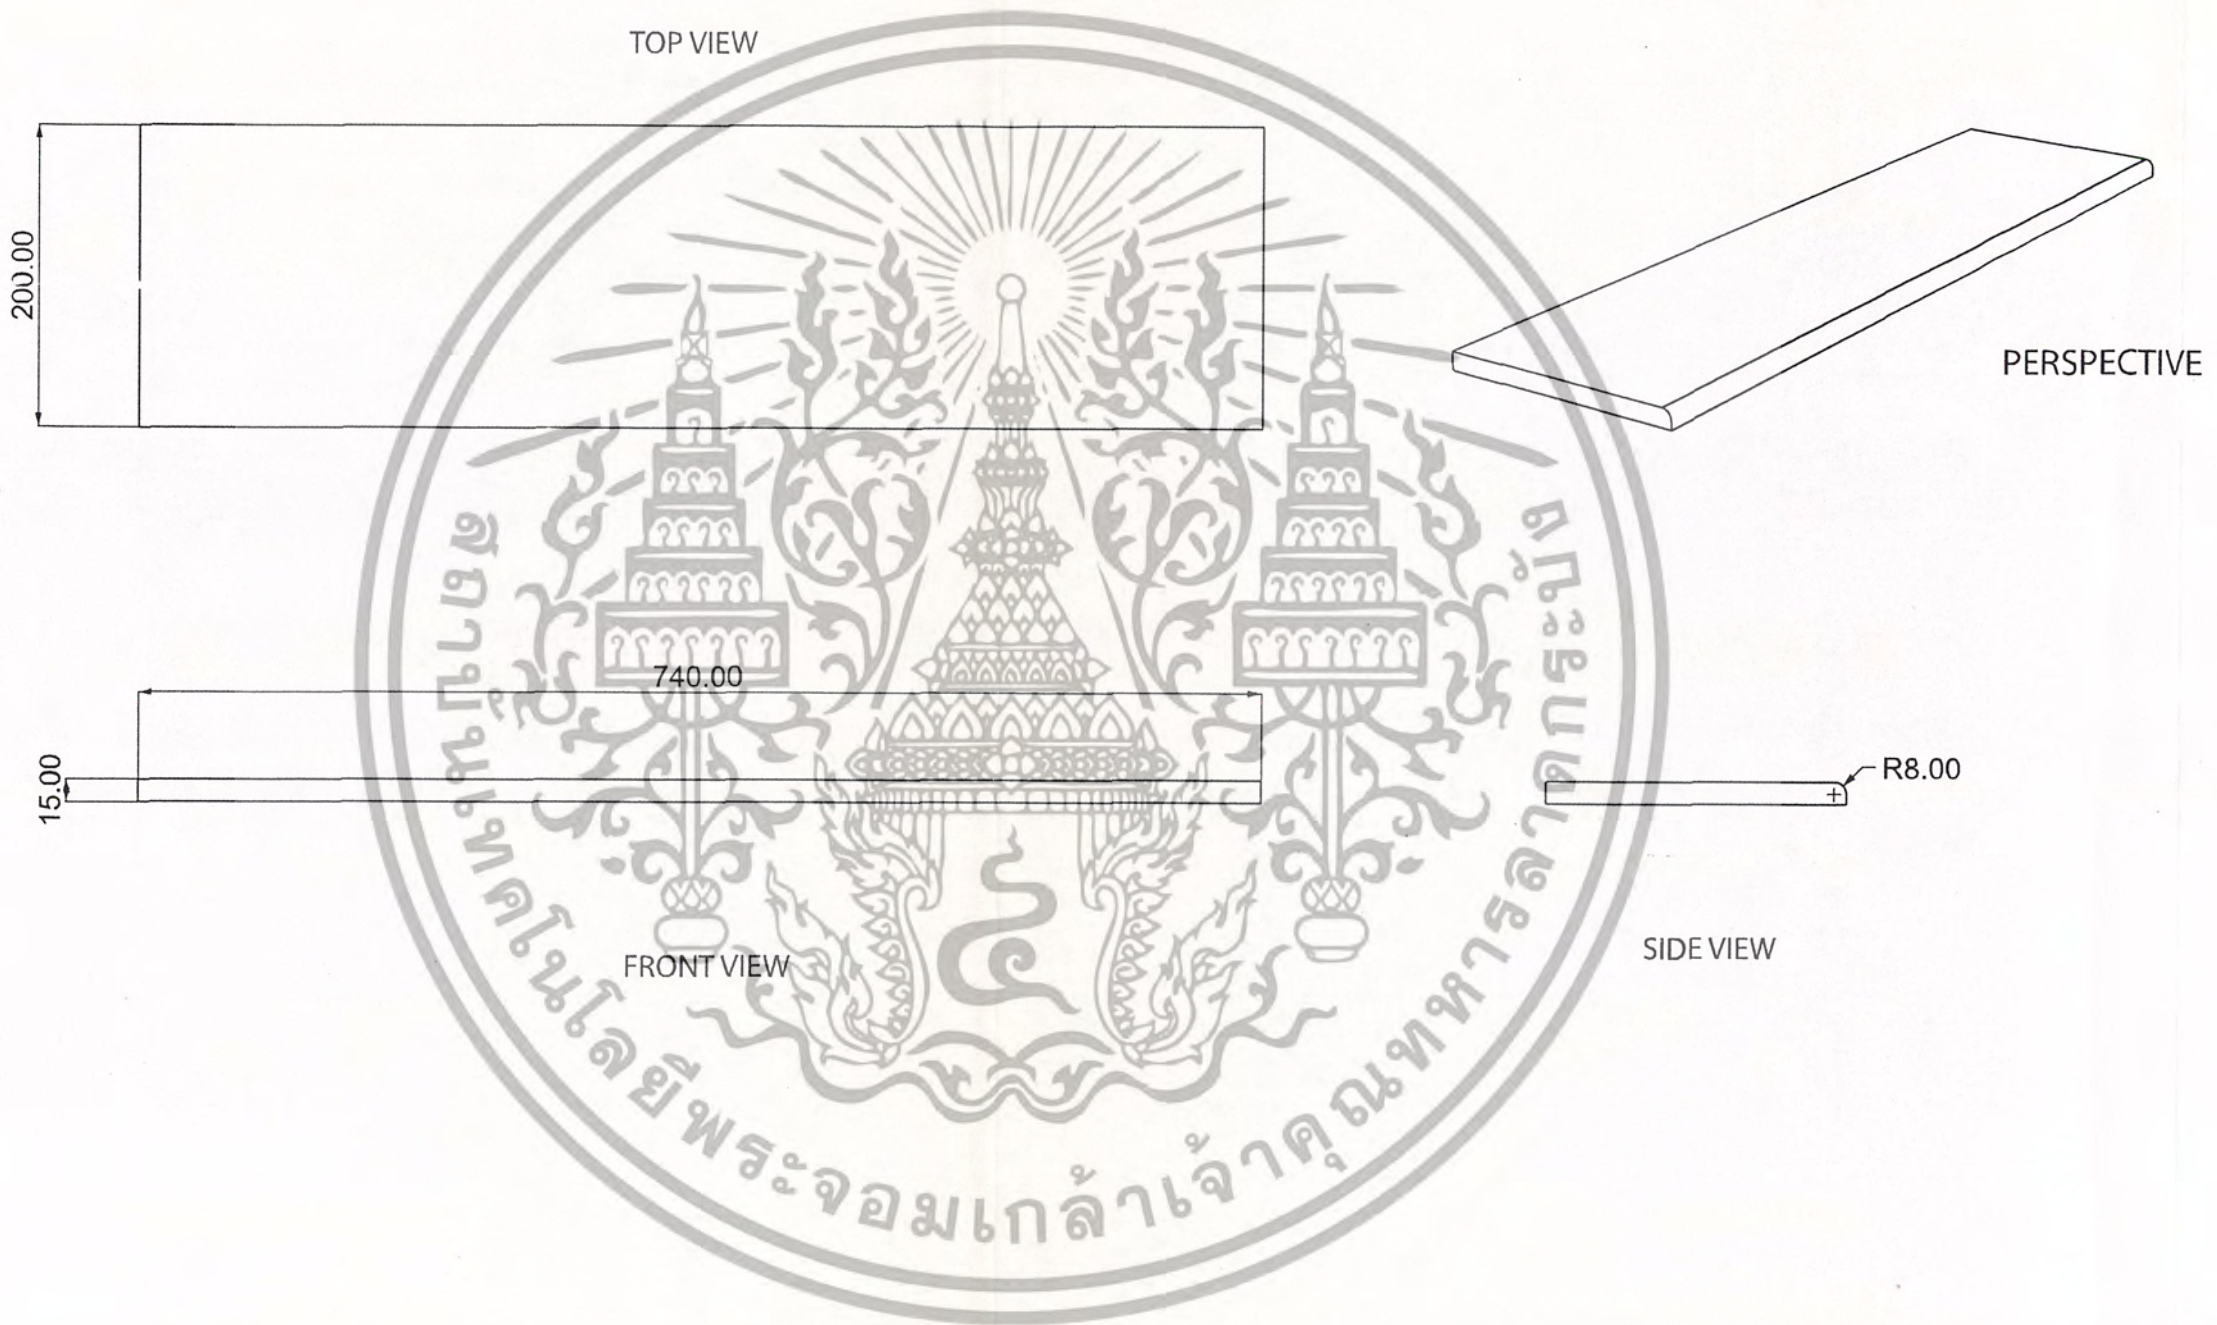 TOP VIEW
200.00
PERSPECTIVE
740.00
15.00
R8.00
FRONT VIEW
SIDE VIEW
สถาบันเทคโนโลยีพระจอมเกล้าเจ้าคุณทหารลาดกระบัง